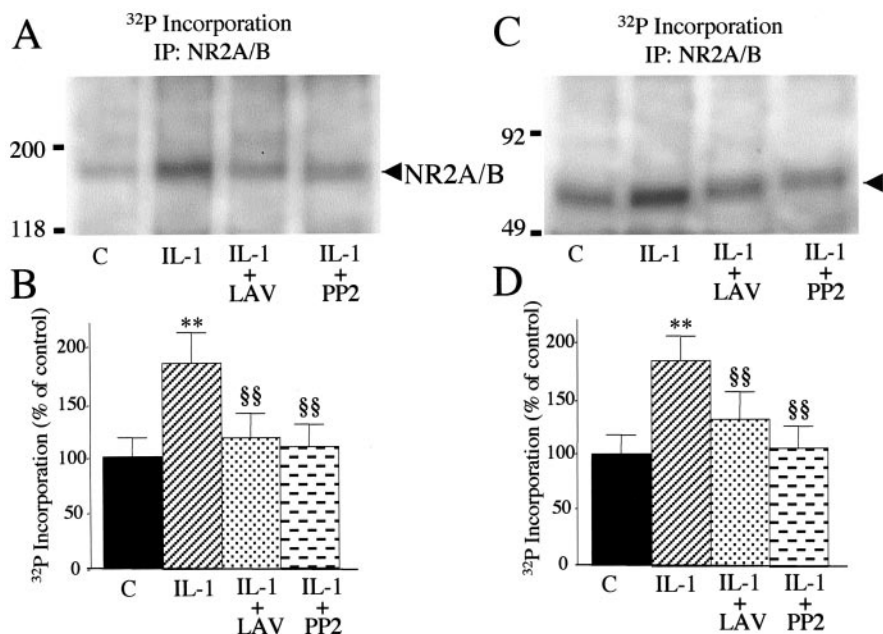 A
³²P Incorporation
IP: NR2A/B
200
118
◄NR2A/B
C
IL-1
IL-1
+
LAV
IL-1
+
PP2
B
³²P Incorporation (% of control)
200
150
100
50
0
**
§§
§§
C
IL-1
IL-1
+
LAV
IL-1
+
PP2
C
³²P Incorporation
IP: NR2A/B
92
49
C
IL-1
IL-1
+
LAV
IL-1
+
PP2
D
³²P Incorporation (% of control)
200
150
100
50
0
**
§§
§§
C
IL-1
IL-1
+
LAV
IL-1
+
PP2